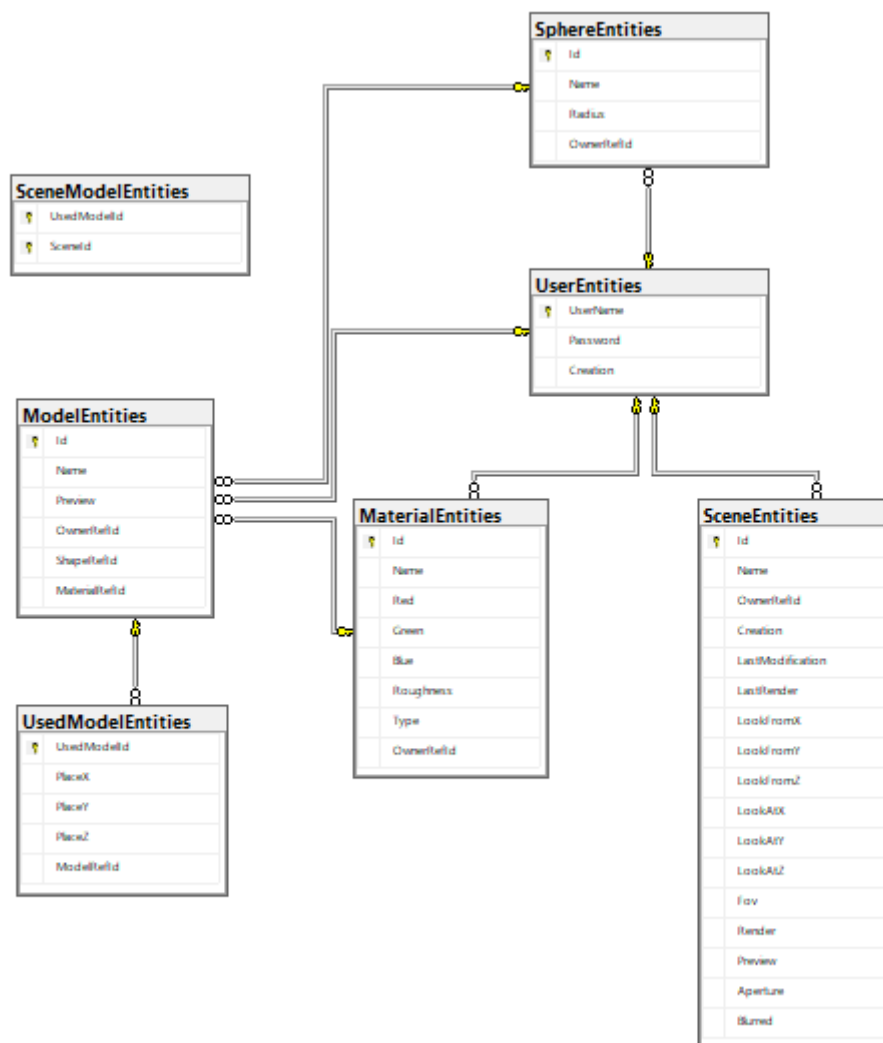 SphereEntities
Id
Name
Radius
OwnerRefId
SceneModelEntities
UsedModelId
SceneId
UserEntities
UserName
Password
Creation
ModelEntities
Id
Name
Preview
OwnerRefId
ShapeRefId
MaterialRefId
MaterialEntities
Id
Name
Red
Green
Blue
Roughness
Type
OwnerRefId
SceneEntities
Id
Name
OwnerRefId
Creation
LastModification
LastRender
LookFromX
LookFromY
LookFromZ
LookAtX
LookAtY
LookAtZ
Fov
Render
Preview
Aperture
Blurred
UsedModelEntities
UsedModelId
PlaceX
PlaceY
PlaceZ
ModelRefId